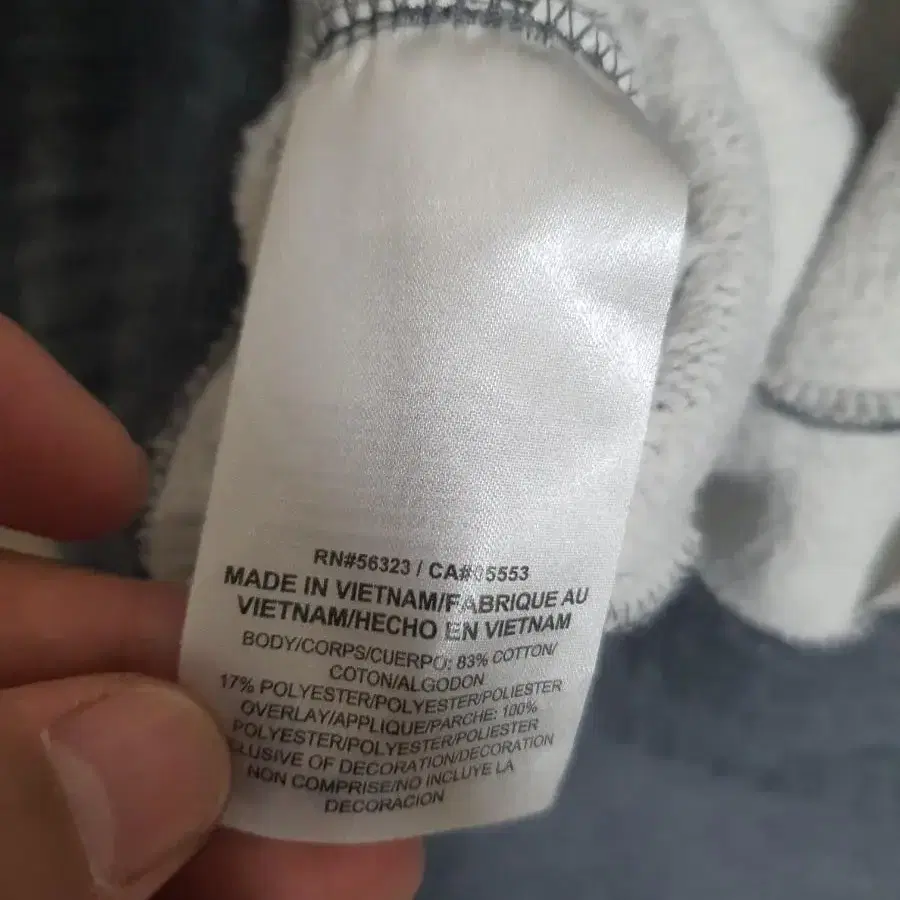 RN#56323 / CA#05553
MADE IN VIETNAM/FABRIQUE AU
VIETNAM/HECHO EN VIETNAM
BODY/CORPS/CUERPO: 83% COTTON/
COTON/ALGODON
17% POLYESTER/POLYESTER/POLIESTER
OVERLAY/APPLIQUE/PARCHE: 100%
POLYESTER/POLYESTER/POLIESTER
OF DECORATION/DECORATION
NON COMPRISE/NO INCLUYE LA
DECORACION